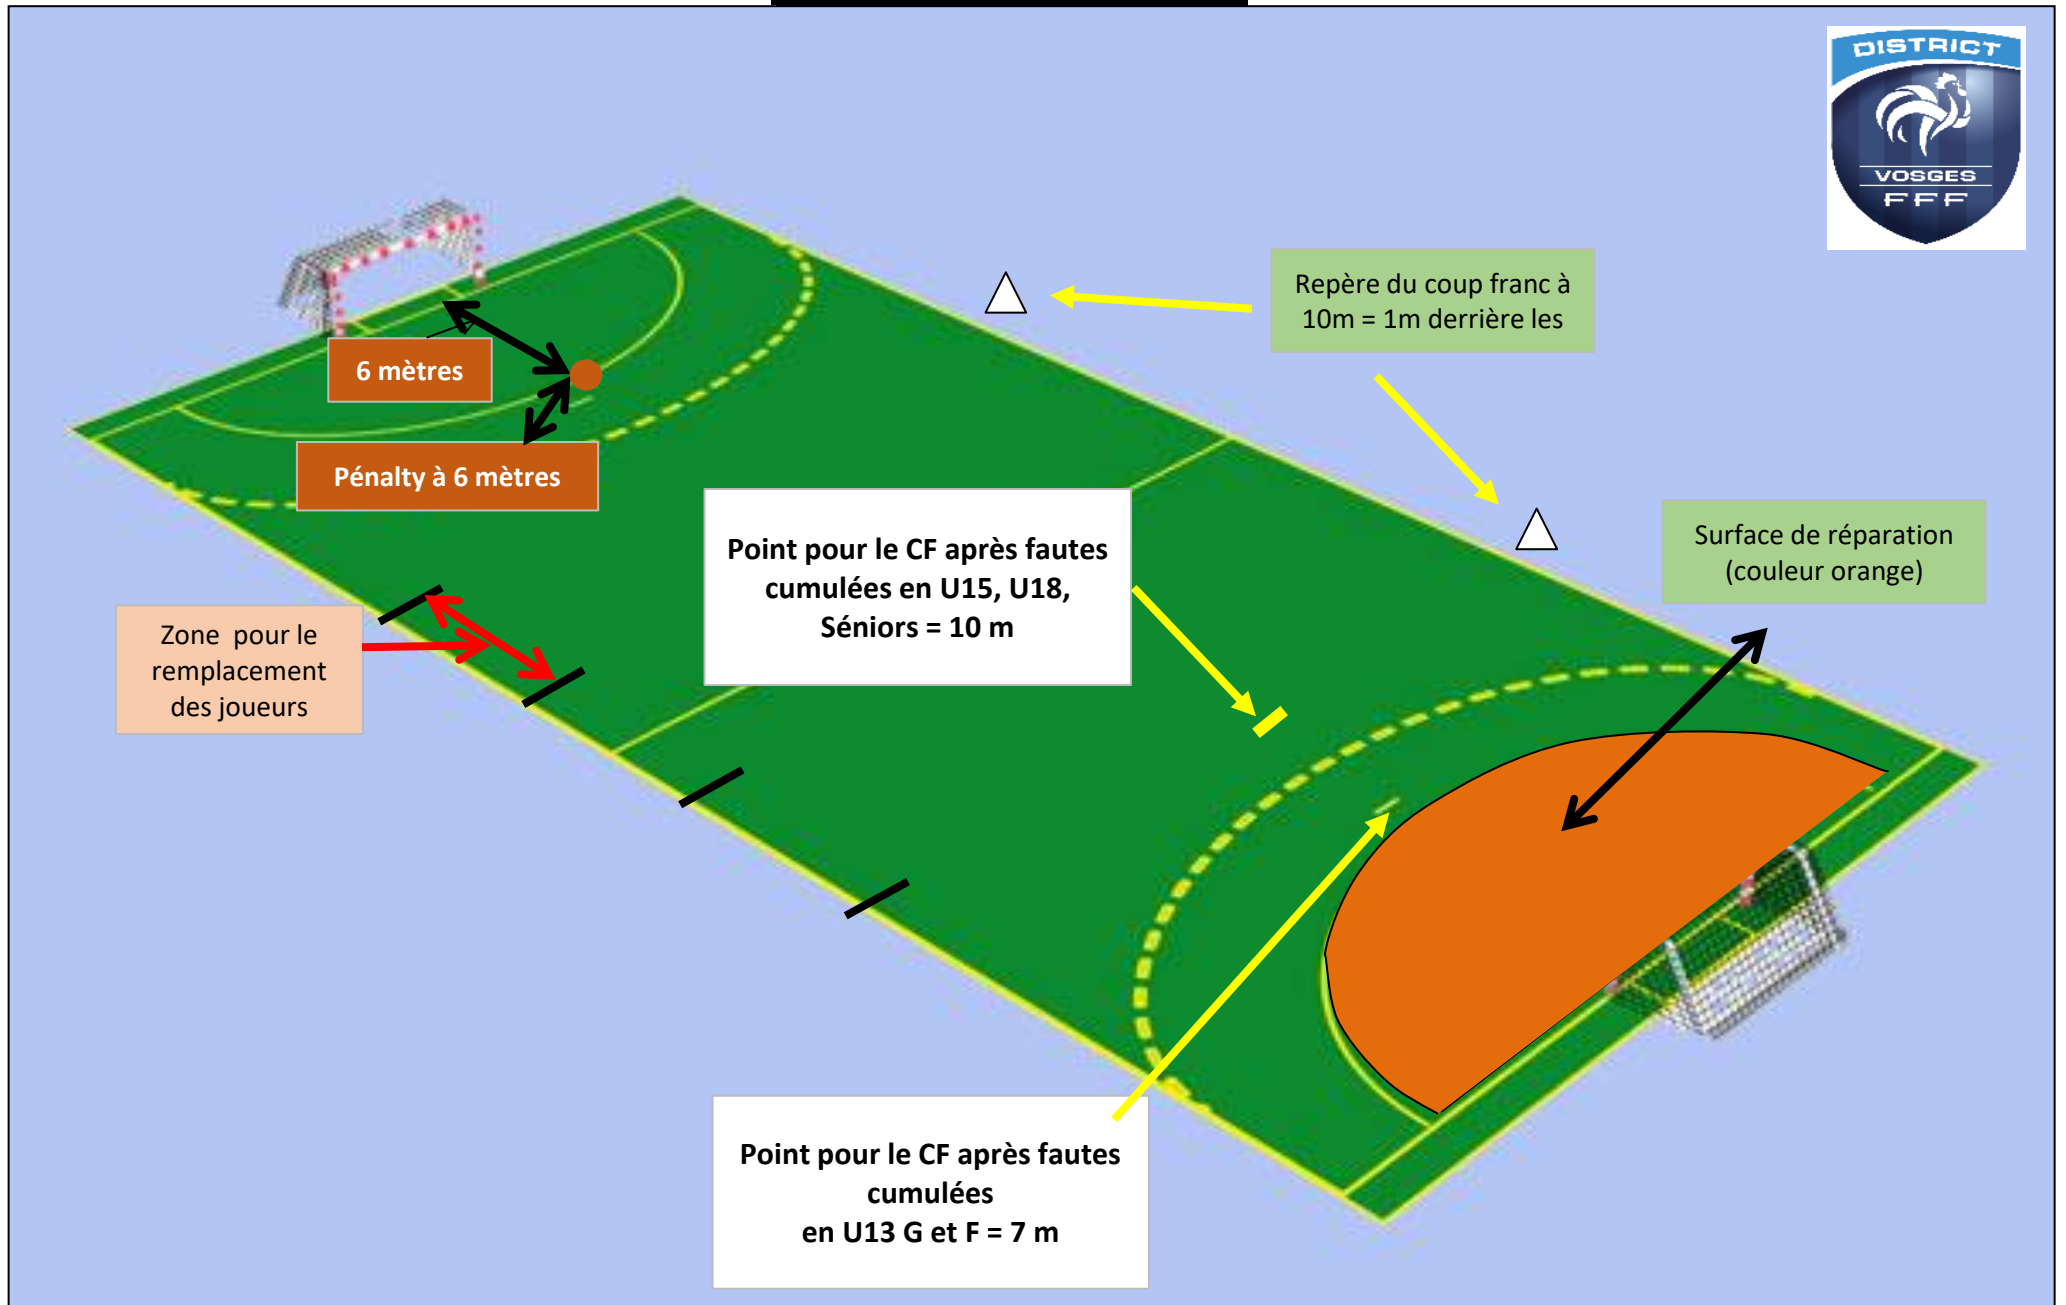 DISTRICT
VOSGES
FFF
Repère du coup franc à
10m = 1m derrière les
6 mètres
Pénalty à 6 mètres
Point pour le CF après fautes
cumulées en U15, U18,
Séniors = 10 m
Surface de réparation
(couleur orange)
Zone pour le
remplacement
des joueurs
Point pour le CF après fautes
cumulées
en U13 G et F = 7 m